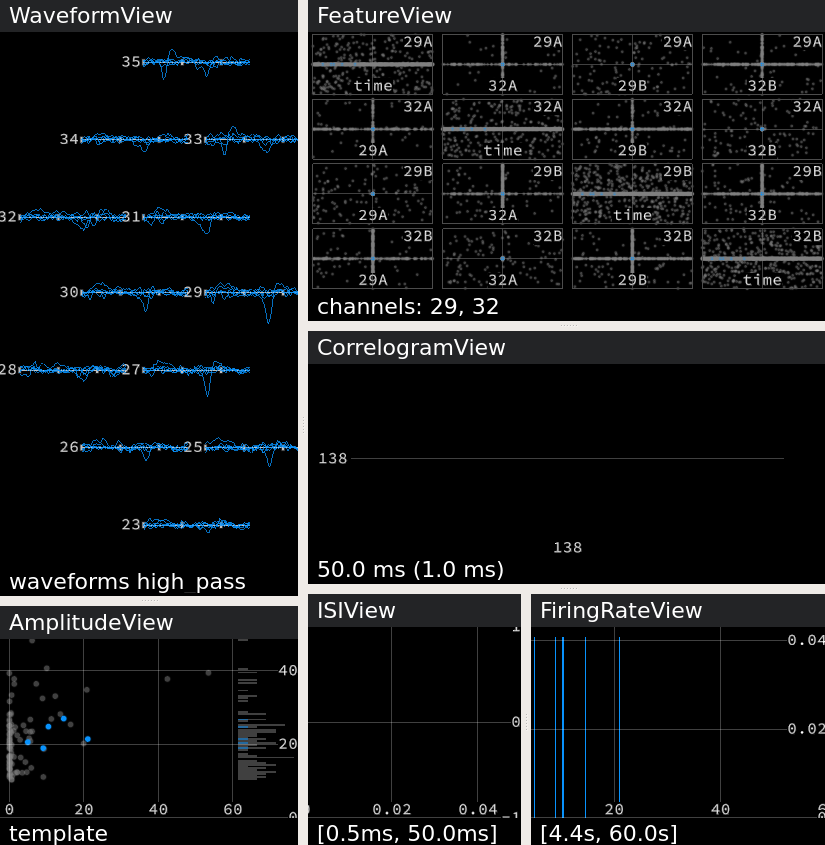 WaveformView
35
34 33
32 31
30 29
28 27
26 25
23
waveforms high_pass
FeatureView
29A 29A 29A 29A
time 32A 29B 32B
32A 32A 32A 32A
29A time 29B 32B
29B 29B 29B 29B
29A 32A time 32B
32B 32B 32B 32B
29A 32A 29B time
channels: 29, 32
CorrelogramView
138
138
50.0 ms (1.0 ms)
AmplitudeView
40
20
0 20 40 60
0
template
ISIView
1
0
0 0.02 0.04 -1
[0.5ms, 50.0ms]
FiringRateView
0.04
0.02
20 40 6
0
[4.4s, 60.0s]